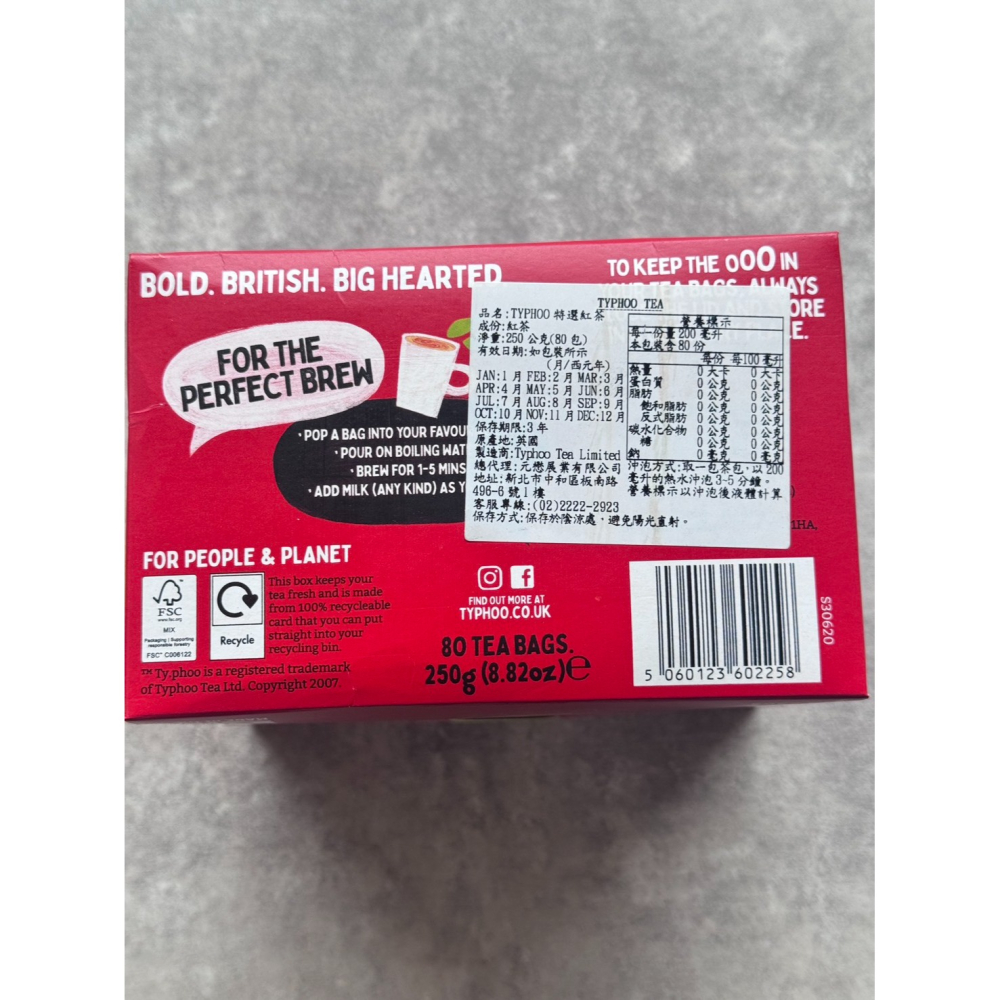 BOLD. BRITISH. BIG HEARTED
FOR THE
PERFECT BREW
· POP A BAG INTO YOUR
· POUR ON BOILING
· BREW FOR 1-5 MINS
· ADD MILK (ANY KIND) AS
TO KEEP THE OOO IN
YOUR TEA BAGS, ALWAYS
TYPHOO TEA
品名:TYPHOO 特選紅茶
成份:紅茶
淨重:250 公克(80 包)
有效日期:如包裝所示
(月/西元年)
JAN:1 月 FEB:2 月 MAR:3 月
APR:4 月 MAY:5 月 JUN:6 月
JUL:7 月 AUG:8 月 SEP:9 月
OCT:10 月 NOV:11 月 DEC:12 月
保存期限:3 年
原產地:英國
製造商:Typhoo Tea Limited
總代理:元懋展業有限公司
地址:新北市中和區板南路
496-6 號 1 樓
客服專線:(02)2222-2923
保存方式:保存於陰涼處，避免陽光直射。
營養標示
每一份量 200 毫升
本包裝含 80 份
每份 每100 毫升
熱量 0 大卡 0 大卡
蛋白質 0 公克 0 公克
脂肪 0 公克 0 公克
飽和脂肪 0 公克 0 公克
反式脂肪 0 公克 0 公克
碳水化合物 0 公克 0 公克
糖 0 公克 0 公克
鈉 0 毫克 0 毫克
沖泡方式:取一包茶包，以 200
毫升的熱水沖泡 3-5 分鐘。
營養標示以沖泡後液體計算
1HA,
FOR PEOPLE & PLANET
FSC
www.fsc.org
MIX
Packaging | Supporting
responsible forestry
FSC® C006122
Recycle
This box keeps your
tea fresh and is made
from 100% recycleable
card that you can put
straight into your
recycling bin.
™ Ty.phoo is a registered trademark
of Typhoo Tea Ltd. Copyright 2007.
FIND OUT MORE AT
TYPHOO.CO.UK
80 TEA BAGS.
250g (8.82oz)℮
5 060123 602258
S30620